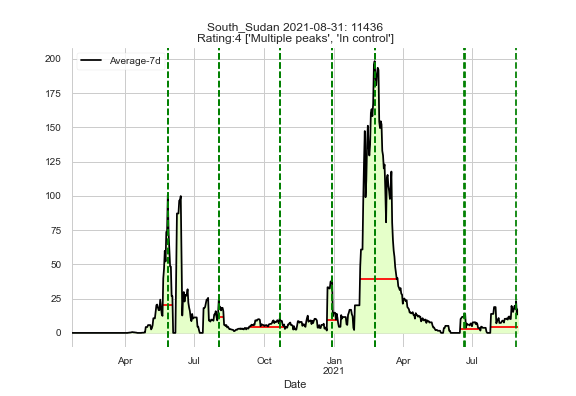 South_Sudan 2021-08-31: 11436
Rating:4 ['Multiple peaks', 'In control']
Average-7d
200
175
150
125
100
75
50
25
0
Apr Jul Oct Jan Apr Jul
2021
Date